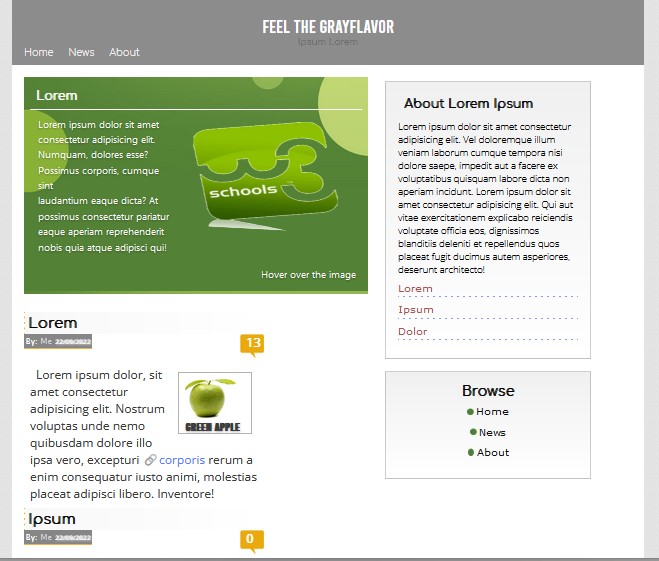 FEEL THE GRAYFLAVOR
Ipsum Lorem
Home News About
Lorem
Lorem ipsum dolor sit amet
consectetur adipisicing elit.
Numquam, dolores esse?
Possimus corporis, cumque
sint
laudantium eaque dicta? At
possimus consectetur pariatur
eaque aperiam reprehenderit
nobis quia atque adipisci qui!
w3
schools
Hover over the image
Lorem
By: Me 22/09/2022
13
Lorem ipsum dolor, sit
amet consectetur
adipisicing elit. Nostrum
voluptas unde nemo
quibusdam dolore illo
ipsa vero, excepturi corporis rerum a
enim consequatur iusto animi, molestias
placeat adipisci libero. Inventore!
GREEN APPLE
Ipsum
By: Me 22/09/2022
0
About Lorem Ipsum
Lorem ipsum dolor sit amet consectetur
adipisicing elit. Vel doloremque illum
veniam laborum cumque tempora nisi
dolore saepe, impedit aut a facere ex
voluptatibus quisquam labore dicta non
aperiam incidunt. Lorem ipsum dolor sit
amet consectetur adipisicing elit. Qui aut
vitae exercitationem explicabo reiciendis
voluptate officia eos, dignissimos
blanditiis deleniti et repellendus quos
placeat fugit ducimus autem asperiores,
deserunt architecto!
Lorem
Ipsum
Dolor
Browse
Home
News
About